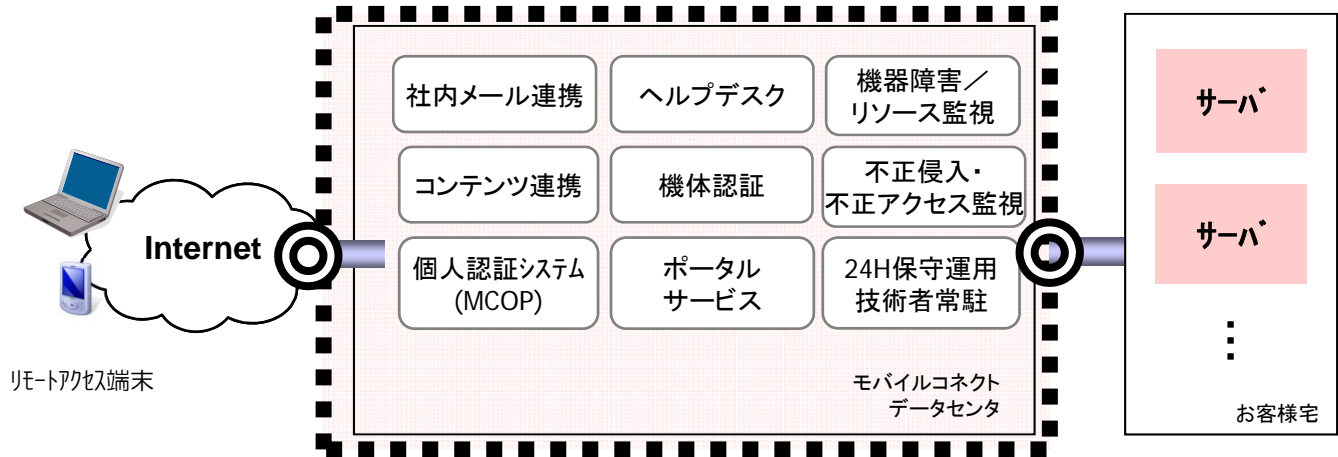 社内メール連携
ヘルプデスク
機器障害／
リソース監視
コンテンツ連携
機体認証
不正侵入・
不正アクセス監視
個人認証ｼｽﾃﾑ
(MCOP)
ポータル
サービス
24H保守運用
技術者常駐
モバイルコネクト
データセンタ
Internet
ﾘﾓｰﾄｱｸｾｽ端末
ｻｰﾊﾞ
ｻｰﾊﾞ
お客様宅